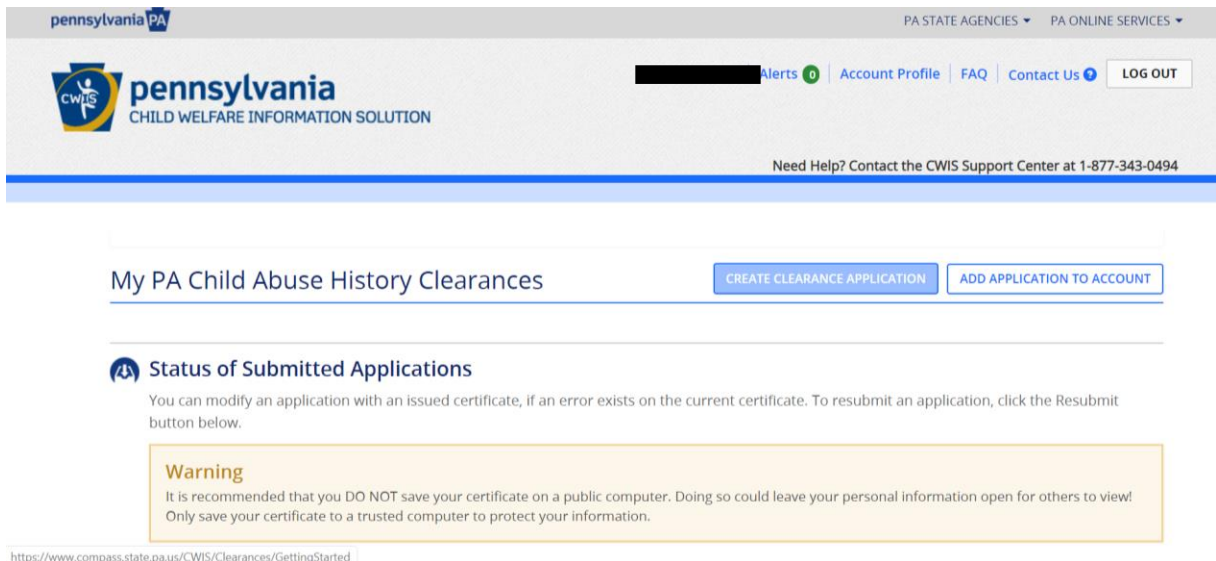 pennsylvania PA
PA STATE AGENCIES PA ONLINE SERVICES
CWIS
pennsylvania
CHILD WELFARE INFORMATION SOLUTION
Alerts 0 Account Profile FAQ Contact Us ? LOG OUT
Need Help? Contact the CWIS Support Center at 1-877-343-0494
My PA Child Abuse History Clearances
CREATE CLEARANCE APPLICATION ADD APPLICATION TO ACCOUNT
Status of Submitted Applications
You can modify an application with an issued certificate, if an error exists on the current certificate. To resubmit an application, click the Resubmit
button below.
Warning
It is recommended that you DO NOT save your certificate on a public computer. Doing so could leave your personal information open for others to view!
Only save your certificate to a trusted computer to protect your information.
https://www.compass.state.pa.us/CWIS/Clearances/GettingStarted